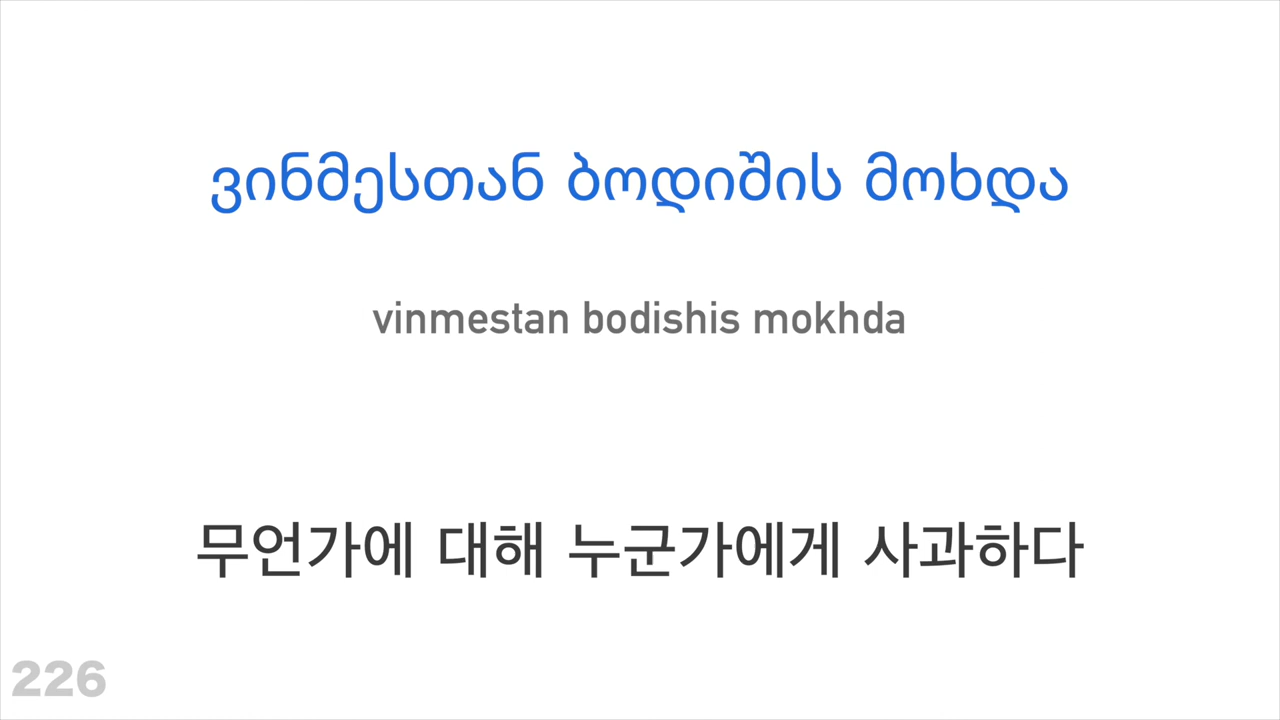 ვინმესთან ბოდიშის მოხდა
vinmestan bodishis mokhda
무언가에 대해 누군가에게 사과하다
226